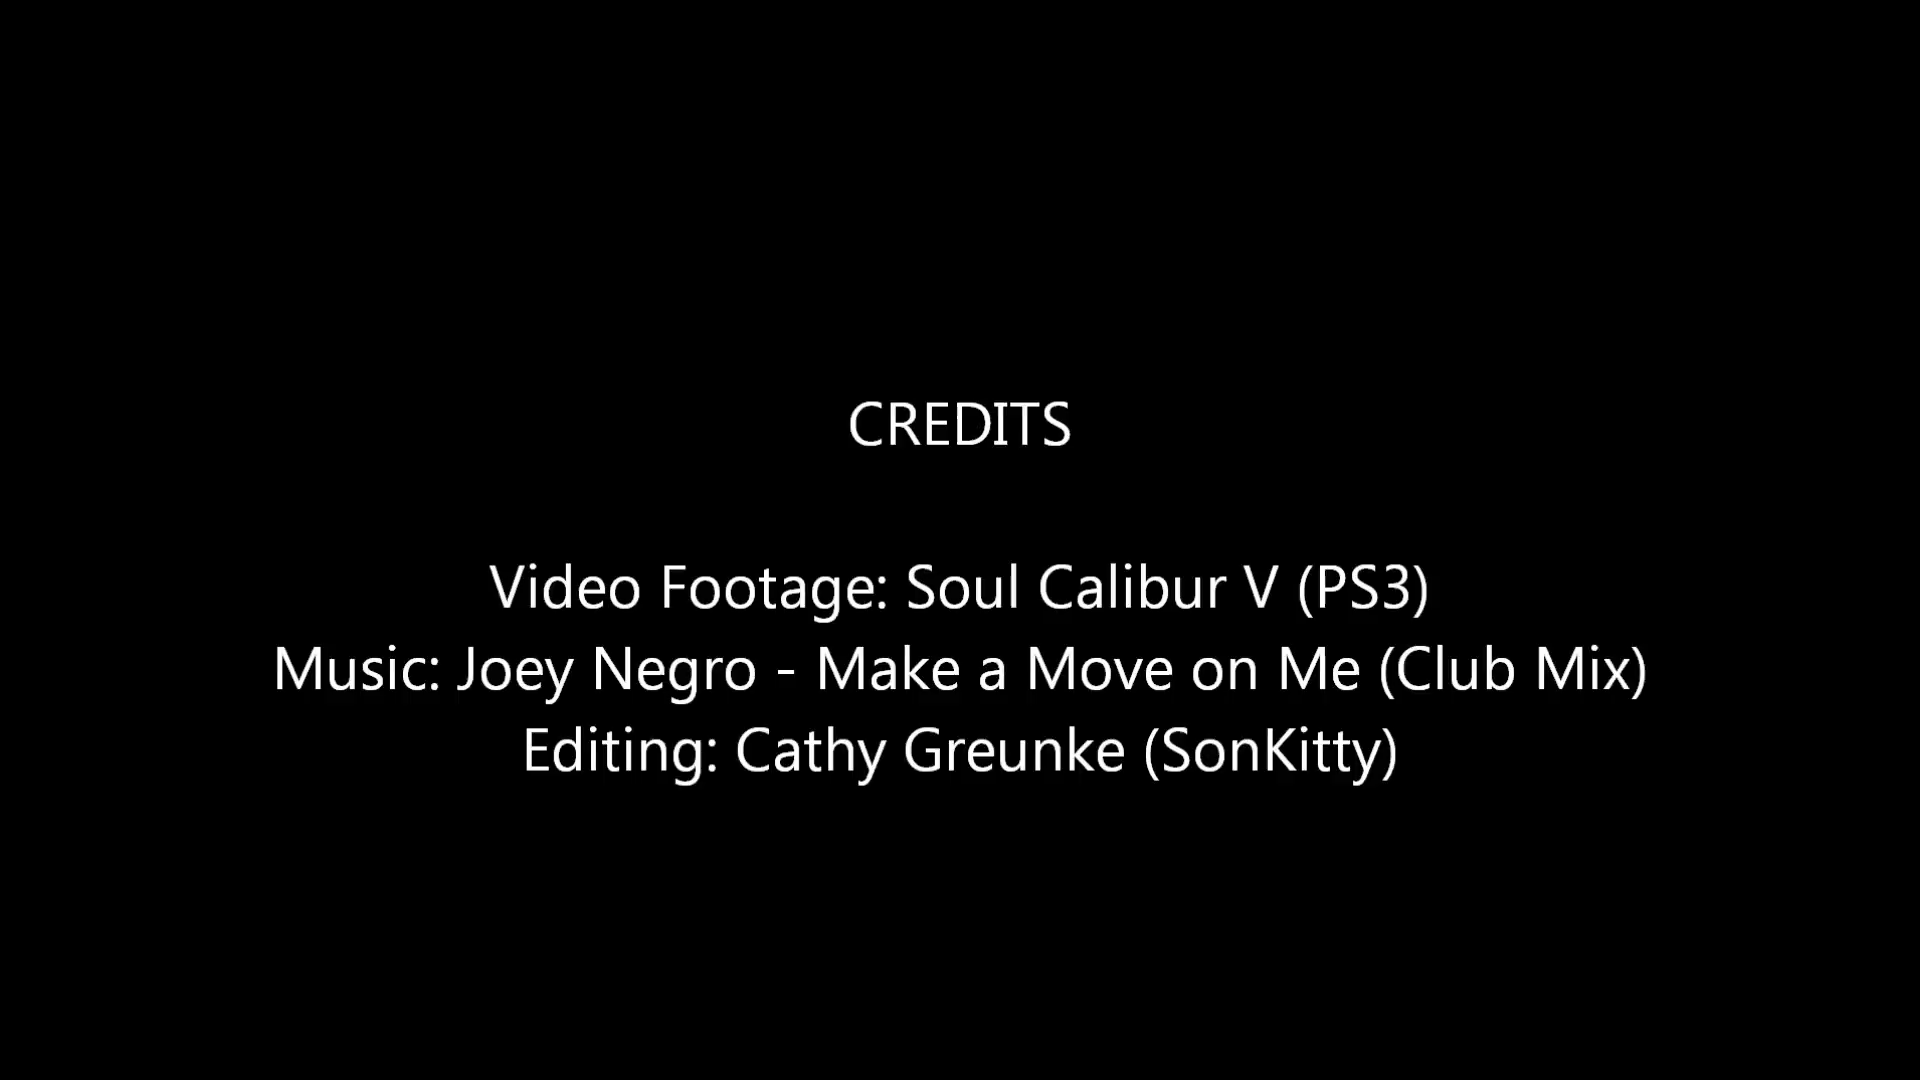 CREDITS
Video Footage: Soul Calibur V (PS3)
Music: Joey Negro - Make a Move on Me (Club Mix)
Editing: Cathy Greunke (SonKitty)